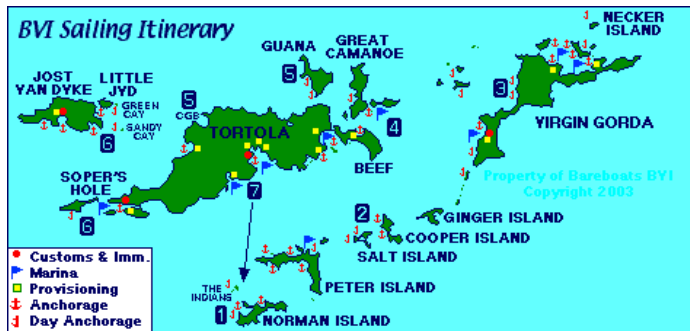 BVI Sailing Itinerary
NECKER
ISLAND
GUANA
GREAT
CAMANOE
JOST
VAN DYKE
LITTLE
JYD
GREEN
CAY
SANDY
CAY
6
5
CGB
5
TORTOLA
4
BEEF
3
VIRGIN GORDA
Property of Bareboats BVI
Copyright 2003
SOPER'S
HOLE
6
7
2
GINGER ISLAND
COOPER ISLAND
SALT ISLAND
PETER ISLAND
THE
INDIANS
1
NORMAN ISLAND
Customs & Imm.
Marina
Provisioning
Anchorage
Day Anchorage